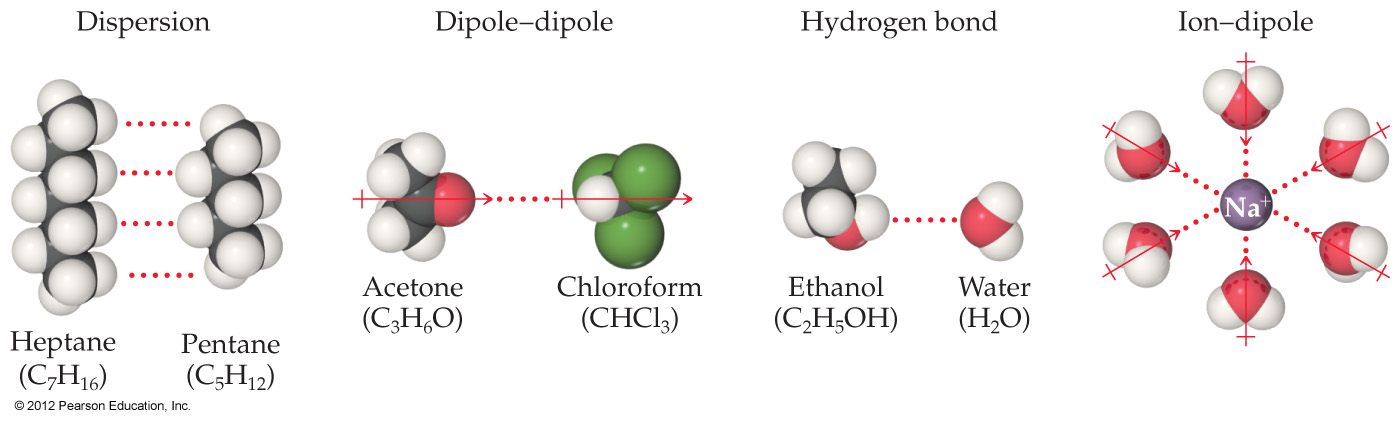 Dispersion
Dipole–dipole
Hydrogen bond
Ion–dipole
Na⁺
Acetone
(C₃H₆O)
Chloroform
(CHCl₃)
Ethanol
(C₂H₅OH)
Water
(H₂O)
Heptane
(C₇H₁₆)
Pentane
(C₅H₁₂)
© 2012 Pearson Education, Inc.